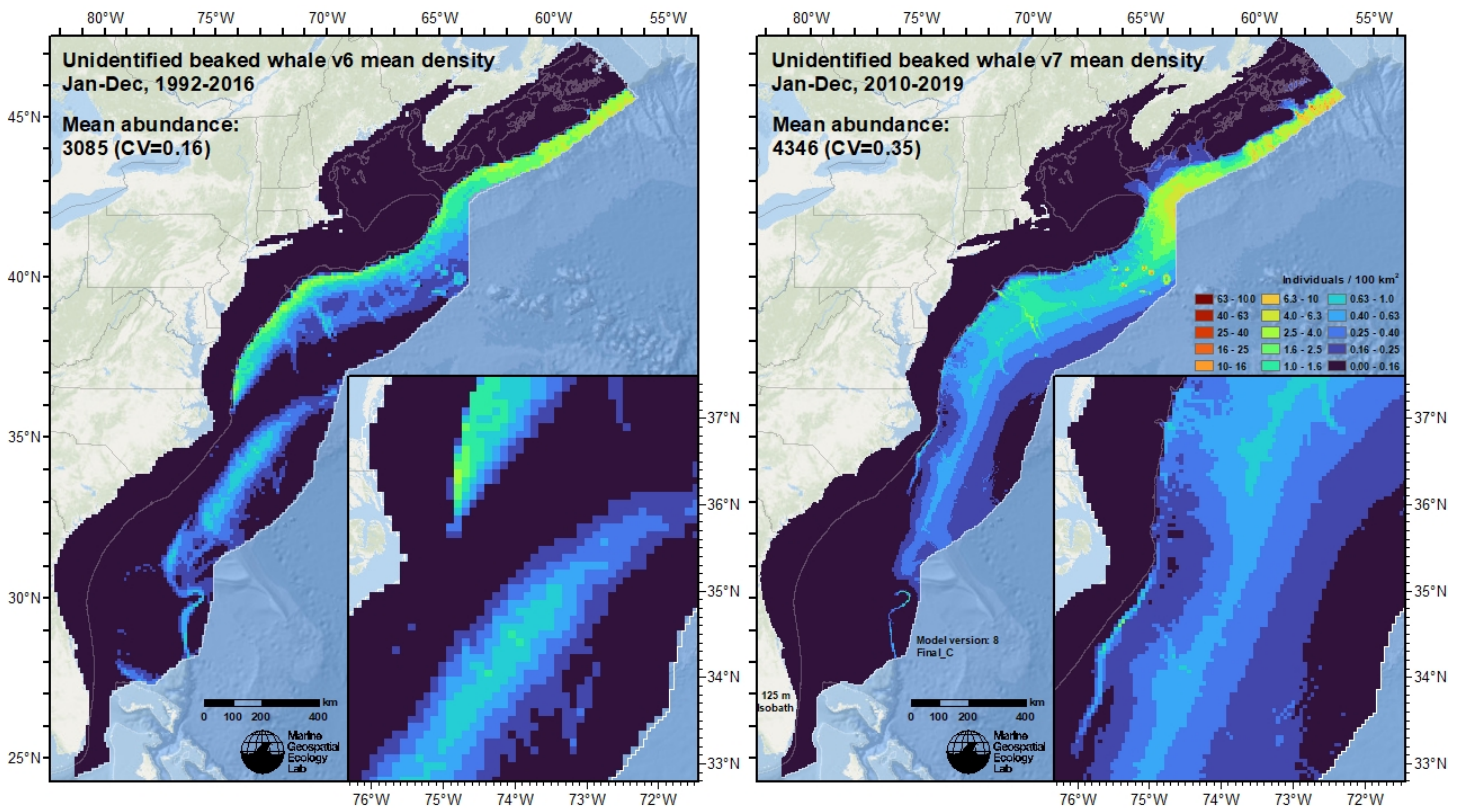 80°W 75°W 70°W 65°W 60°W 55°W
80°W 75°W 70°W 65°W 60°W 55°W
Unidentified beaked whale v6 mean density
Jan-Dec, 1992-2016
Mean abundance:
3085 (CV=0.16)
45°N
40°N
35°N
30°N
25°N
37°N
36°N
35°N
34°N
33°N
0 100 200 400 km
Marine
Geospatial
Ecology
Lab
76°W 75°W 74°W 73°W 72°W
Unidentified beaked whale v7 mean density
Jan-Dec, 2010-2019
Mean abundance:
4346 (CV=0.35)
Individuals / 100 km²
63 - 100 6.3 - 10 0.63 - 1.0
40 - 63 4.0 - 6.3 0.40 - 0.63
25 - 40 2.5 - 4.0 0.25 - 0.40
16 - 25 1.6 - 2.5 0.16 - 0.25
10 - 16 1.0 - 1.6 0.00 - 0.16
37°N
36°N
35°N
34°N
33°N
Model version: 8
Final_C
125 m
Isobath
0 100 200 400 km
Marine
Geospatial
Ecology
Lab
76°W 75°W 74°W 73°W 72°W